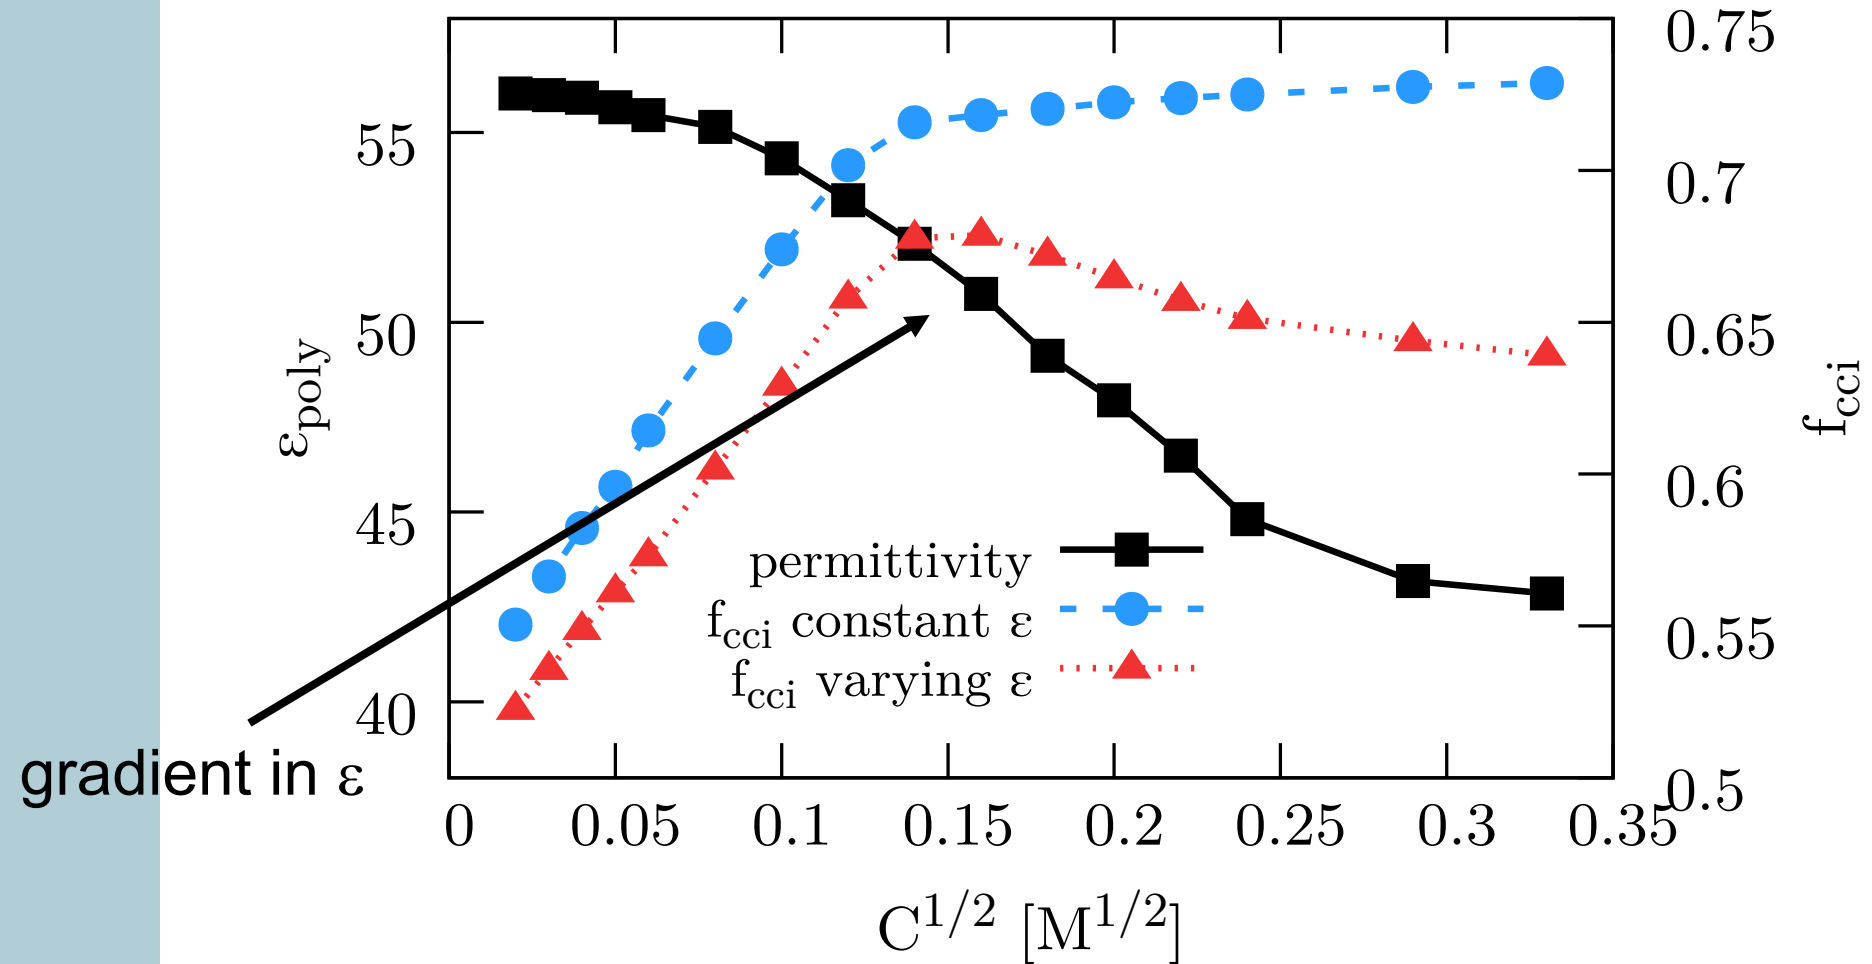 0.75
0.7
0.65
0.6
0.55
0.5
f_cci
55
50
45
40
ε_poly
permittivity
f_cci constant ε
f_cci varying ε
gradient in ε
0 0.05 0.1 0.15 0.2 0.25 0.3 0.35
C^1/2 [M^1/2]